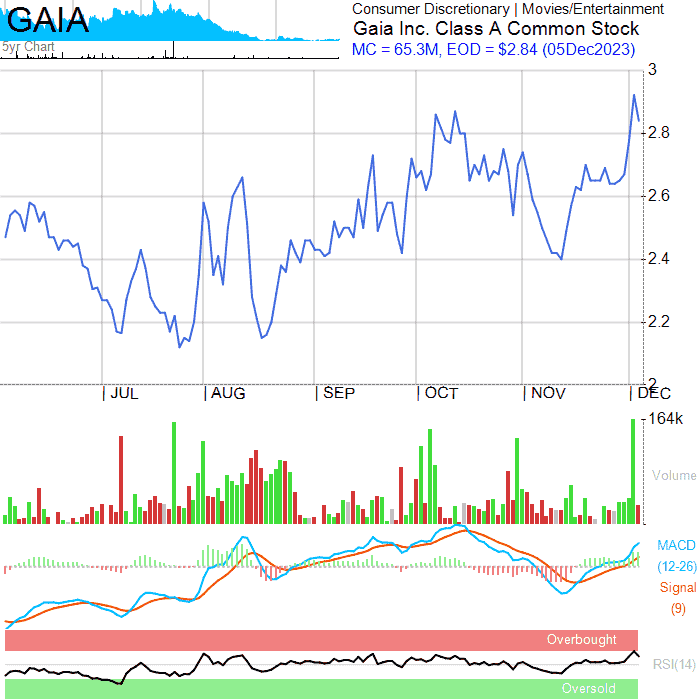 GAIA
Consumer Discretionary | Movies/Entertainment
Gaia Inc. Class A Common Stock
5yr Chart
MC = 65.3M, EOD = $2.84 (05Dec2023)
3
2.8
2.6
2.4
2.2
2
| JUL | AUG | SEP | OCT | NOV | DEC
164k
Volume
MACD
(12-26)
Signal
(9)
Overbought
RSI(14)
Oversold